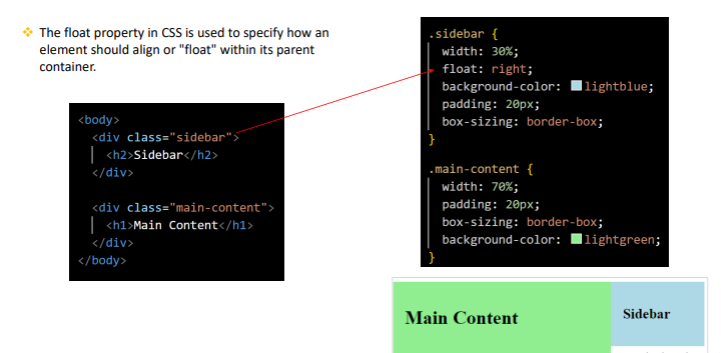 The float property in CSS is used to specify how an
element should align or "float" within its parent
container.
<body>
<div class="sidebar">
<h2>Sidebar</h2>
</div>
<div class="main-content">
<h1>Main Content</h1>
</div>
</body>
.sidebar {
width: 30%;
float: right;
background-color: lightblue;
padding: 20px;
box-sizing: border-box;
}
.main-content {
width: 70%;
padding: 20px;
box-sizing: border-box;
background-color: lightgreen;
}
Main Content
Sidebar